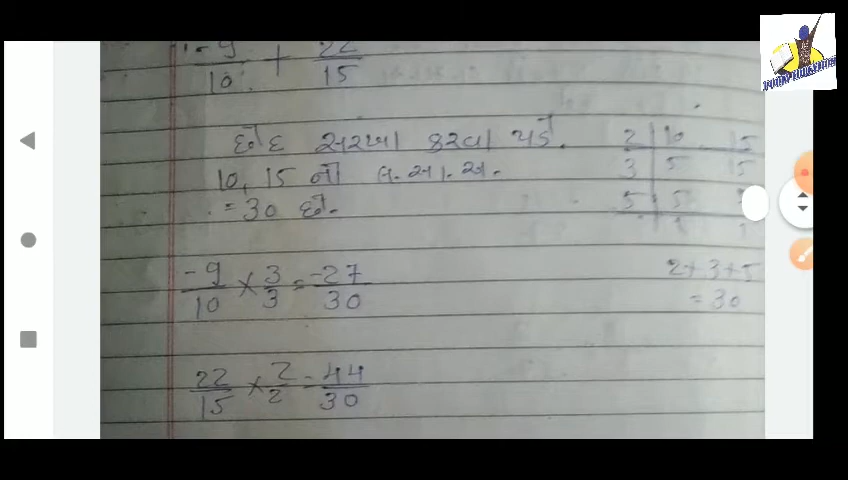 -9/10 + 22/15
છેદ સરખા કરવા પડે.
10, 15 નો લ.સા.અ.
= 30 છે.
2 | 10 15
3 | 5 15
5 | 5
1 1
2 + 3 + 5
= 30
-9/10 × 3/3 = -27/30
22/15 × 2/2 = 44/30